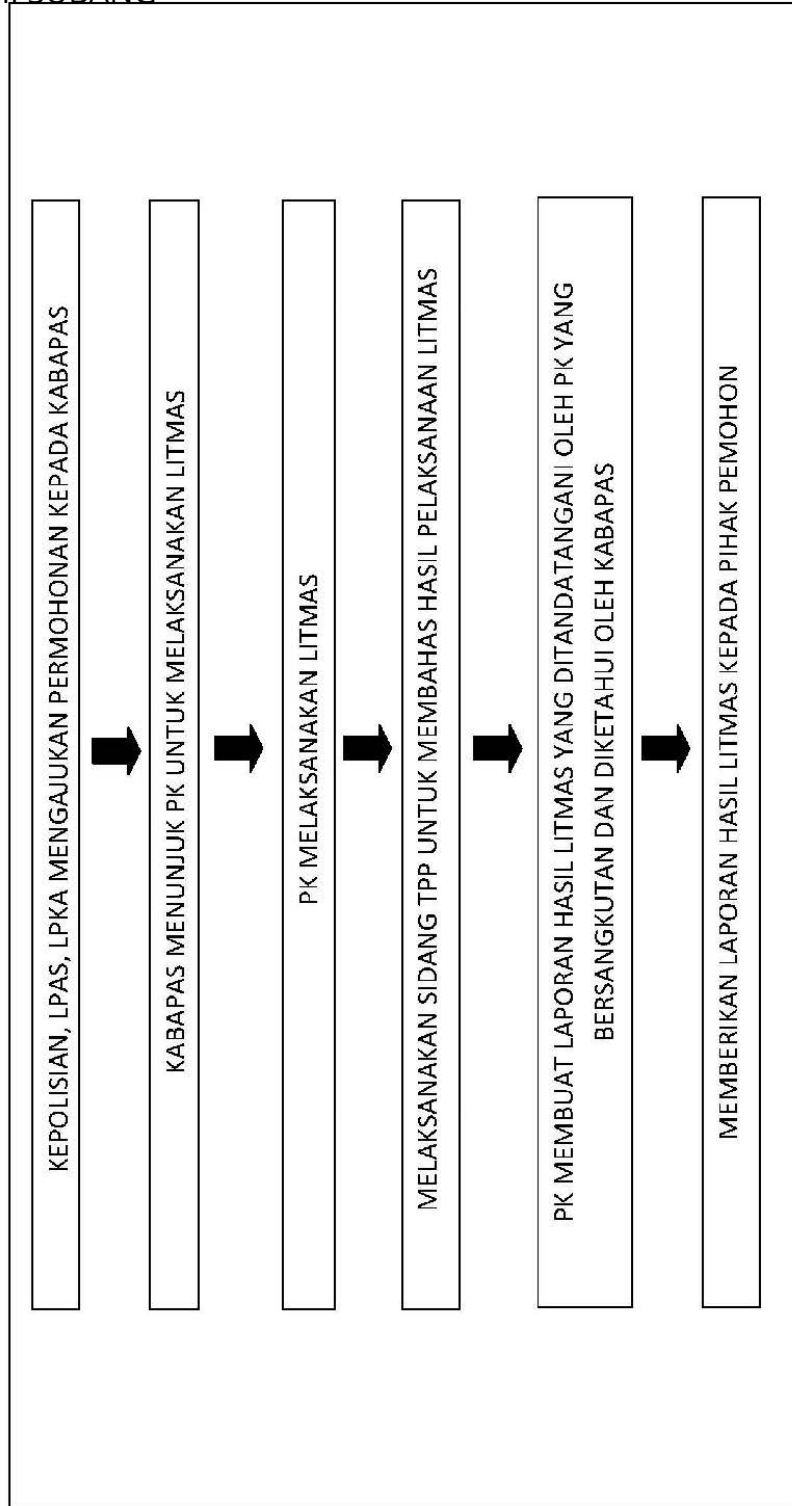 II SUBANG
KEPOLISIAN, LPAS, LPKA MENGAJUKAN PERMOHONAN KEPADA KABAPAS
KABAPAS MENUNJUK PK UNTUK MELAKSANAKAN LITMAS
PK MELAKSANAKAN LITMAS
MELAKSANAKAN SIDANG TPP UNTUK MEMBAHAS HASIL PELAKSANAAN LITMAS
PK MEMBUAT LAPORAN HASIL LITMAS YANG DITANDATANGANI OLEH PK YANG
BERSANGKUTAN DAN DIKETAHUI OLEH KABAPAS
MEMBERIKAN LAPORAN HASIL LITMAS KEPADA PIHAK PEMOHON